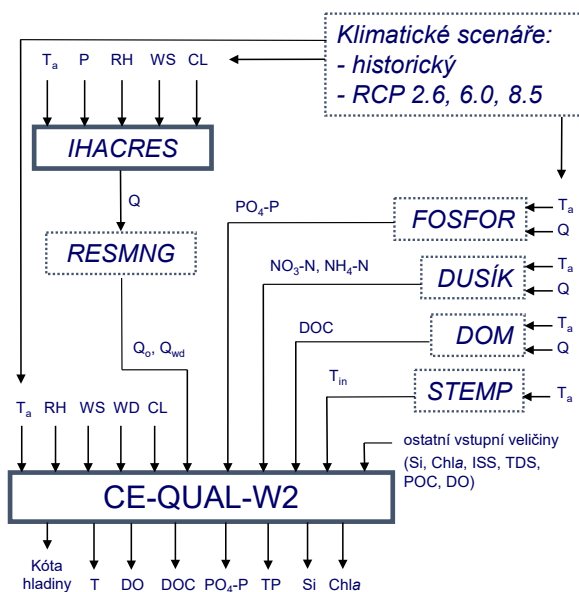 Klimatické scenáře:
- historický
- RCP 2.6, 6.0, 8.5
Tₐ P RH WS CL
IHACRES
Q
RESMNG
Qₒ, Q_wd
PO₄-P
FOSFOR
Tₐ
Q
NO₃-N, NH₄-N
DUSÍK
Tₐ
Q
DOC
DOM
Tₐ
Q
T_in
STEMP
Tₐ
Tₐ RH WS WD CL
ostatní vstupní veličiny
(Si, Chla, ISS, TDS,
POC, DO)
CE-QUAL-W2
Kóta
hladiny
T DO DOC PO₄-P TP Si Chla